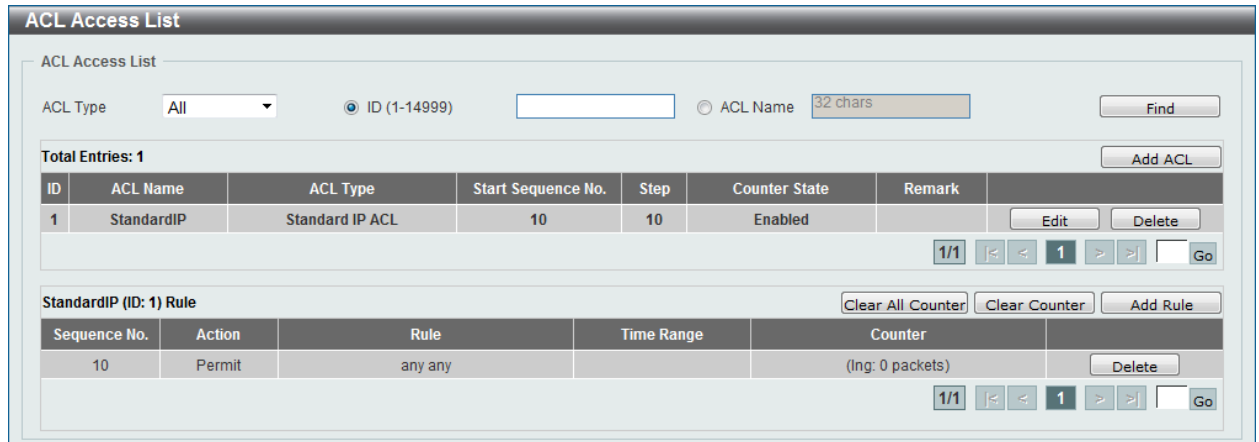 ACL Access List
ACL Access List
ACL Type All ID (1-14999) ACL Name 32 chars Find
Total Entries: 1 Add ACL
ID ACL Name ACL Type Start Sequence No. Step Counter State Remark
1 StandardIP Standard IP ACL 10 10 Enabled Edit Delete
1/1 |< < 1 > >| Go
StandardIP (ID: 1) Rule Clear All Counter Clear Counter Add Rule
Sequence No. Action Rule Time Range Counter
10 Permit any any (Ing: 0 packets) Delete
1/1 |< < 1 > >| Go